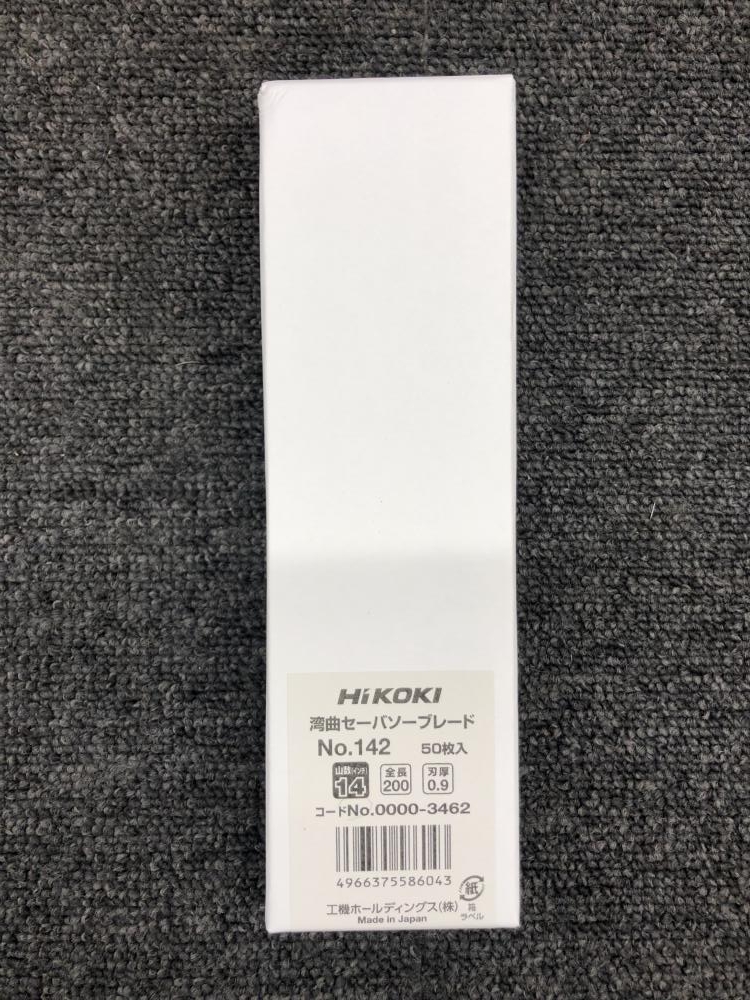 HiKOKI
湾曲セーバソーブレード
No.142 50枚入
山数(インチ) 14 全長 200 刃厚 0.9
コードNo.0000-3462
4966375586043
工機ホールディングス(株)
Made in Japan
紙
箱
ラベル